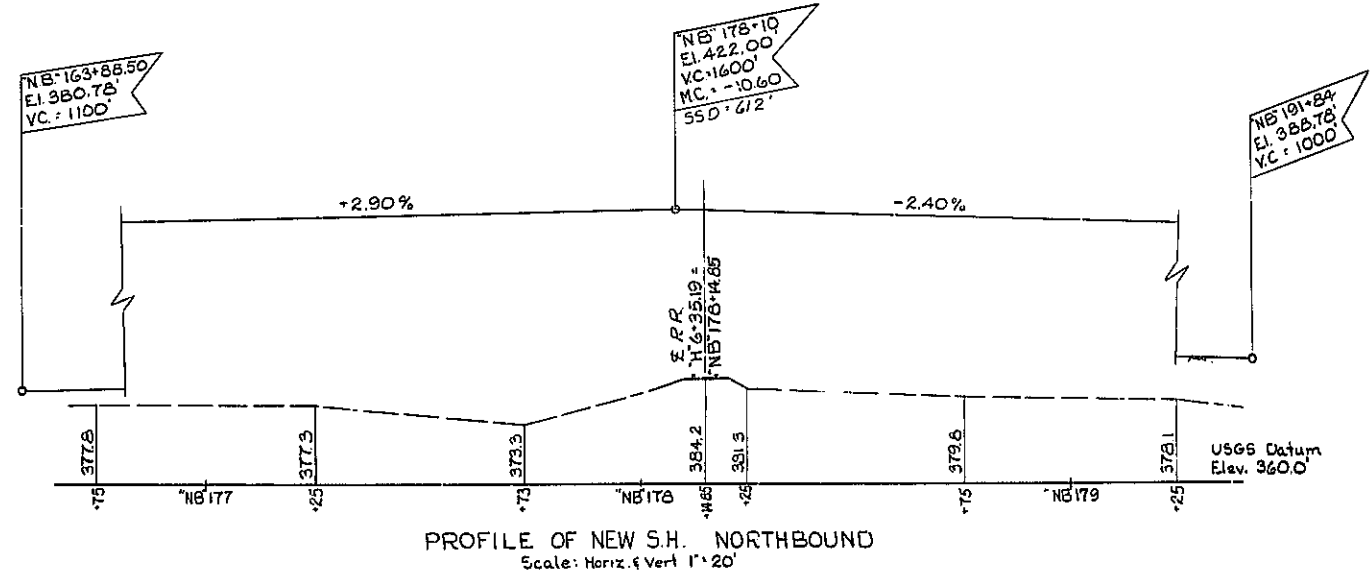 "N.B." 163+88.50
El. 380.78'
V.C. = 1100'
"NB" 178+10
El. 422.00'
V.C.=1600'
M.C. = -10.60
SSD = 612'
"NB" 191+84
El. 388.78'
V.C = 1000'
+2.90%
-2.40%
R.R.
"H" 6+35.19 =
"NB" 178+14.85
377.8
377.3
373.3
384.2
381.3
379.8
378.1
USGS Datum
Elev. 360.0'
+75
"NB" 177
+25
+73
"NB" 178
+14.85
+25
+75
"NB" 179
+25
PROFILE OF NEW S.H. NORTHBOUND
Scale: Horiz. & Vert 1"=20'